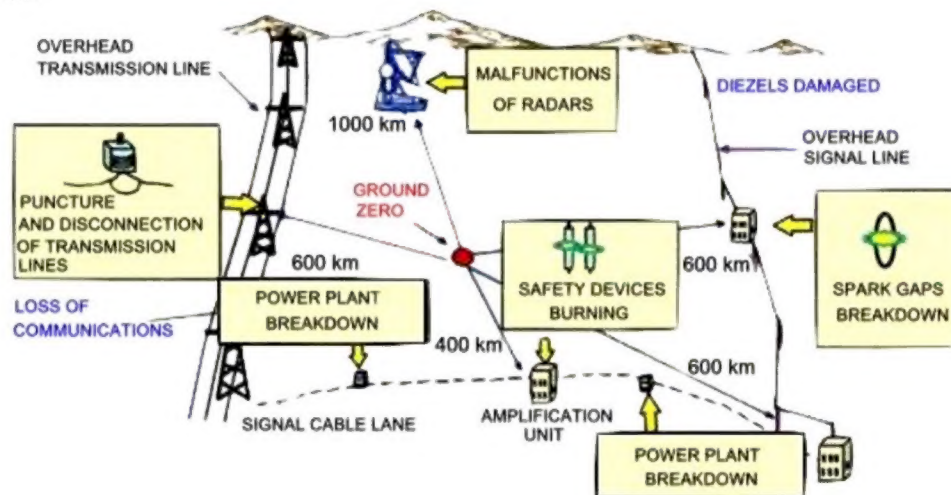 OVERHEAD
TRANSMISSION LINE
MALFUNCTIONS
OF RADARS
DIEZELS DAMAGED
1000 km
OVERHEAD
SIGNAL LINE
PUNCTURE
AND DISCONNECTION
OF TRANSMISSION
LINES
GROUND
ZERO
600 km
600 km
SAFETY DEVICES
BURNING
SPARK GAPS
BREAKDOWN
LOSS OF
COMMUNICATIONS
POWER PLANT
BREAKDOWN
400 km
600 km
SIGNAL CABLE LANE
AMPLIFICATION
UNIT
POWER PLANT
BREAKDOWN